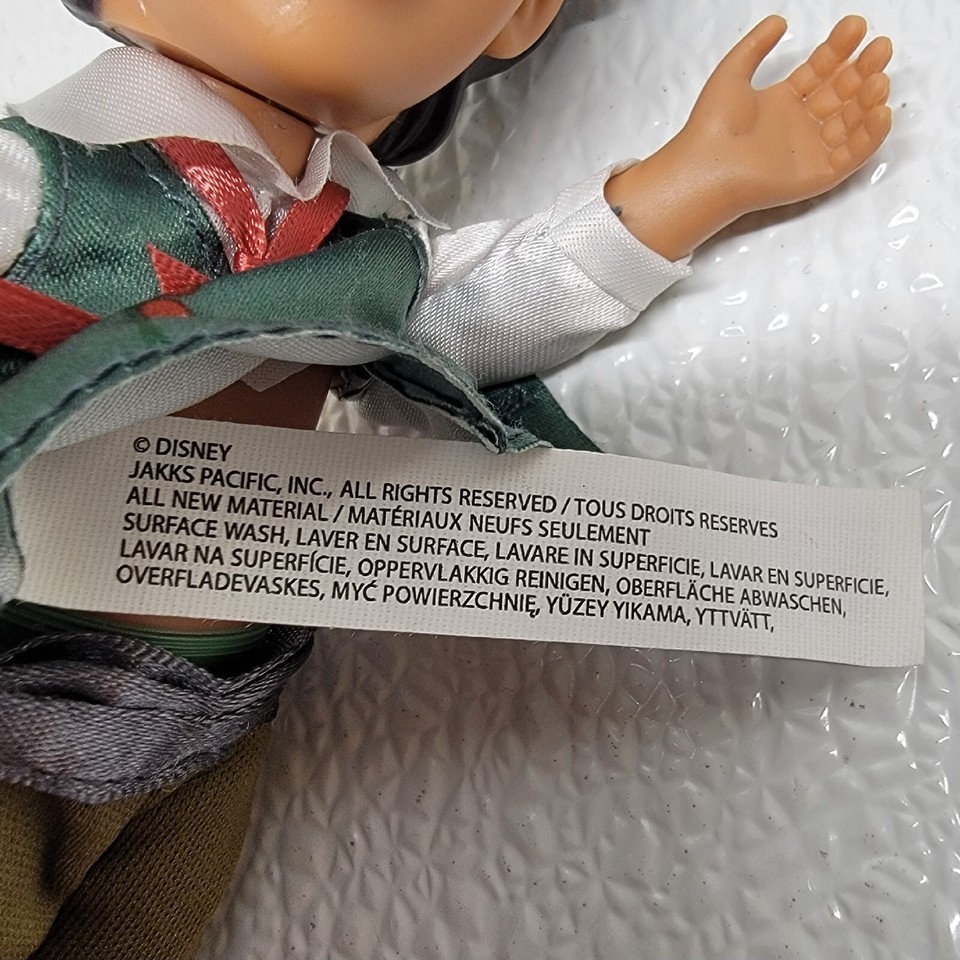 © DISNEY
JAKKS PACIFIC, INC., ALL RIGHTS RESERVED / TOUS DROITS RESERVES
ALL NEW MATERIAL / MATÉRIAUX NEUFS SEULEMENT
SURFACE WASH, LAVER EN SURFACE, LAVARE IN SUPERFICIE, LAVAR EN SUPERFICIE,
LAVAR NA SUPERFÍCIE, OPPERVLAKKIG REINIGEN, OBERFLÄCHE ABWASCHEN,
OVERFLADEVASKES, MYĆ POWIERZCHNIĘ, YÜZEY YIKAMA, YTTVÄTT,